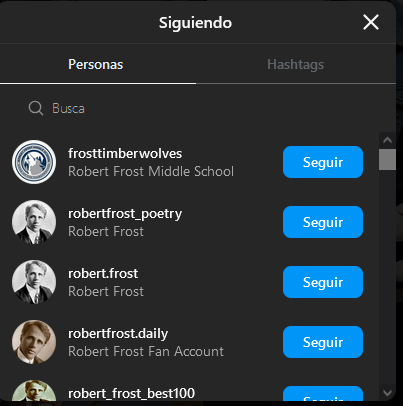 Siguiendo
Personas
Hashtags
Busca
frosttimberwolves
Robert Frost Middle School
Seguir
robertfrost_poetry
Robert Frost
Seguir
robert.frost
Robert Frost
Seguir
robertfrost.daily
Robert Frost Fan Account
Seguir
robert_frost_best100
Seguir